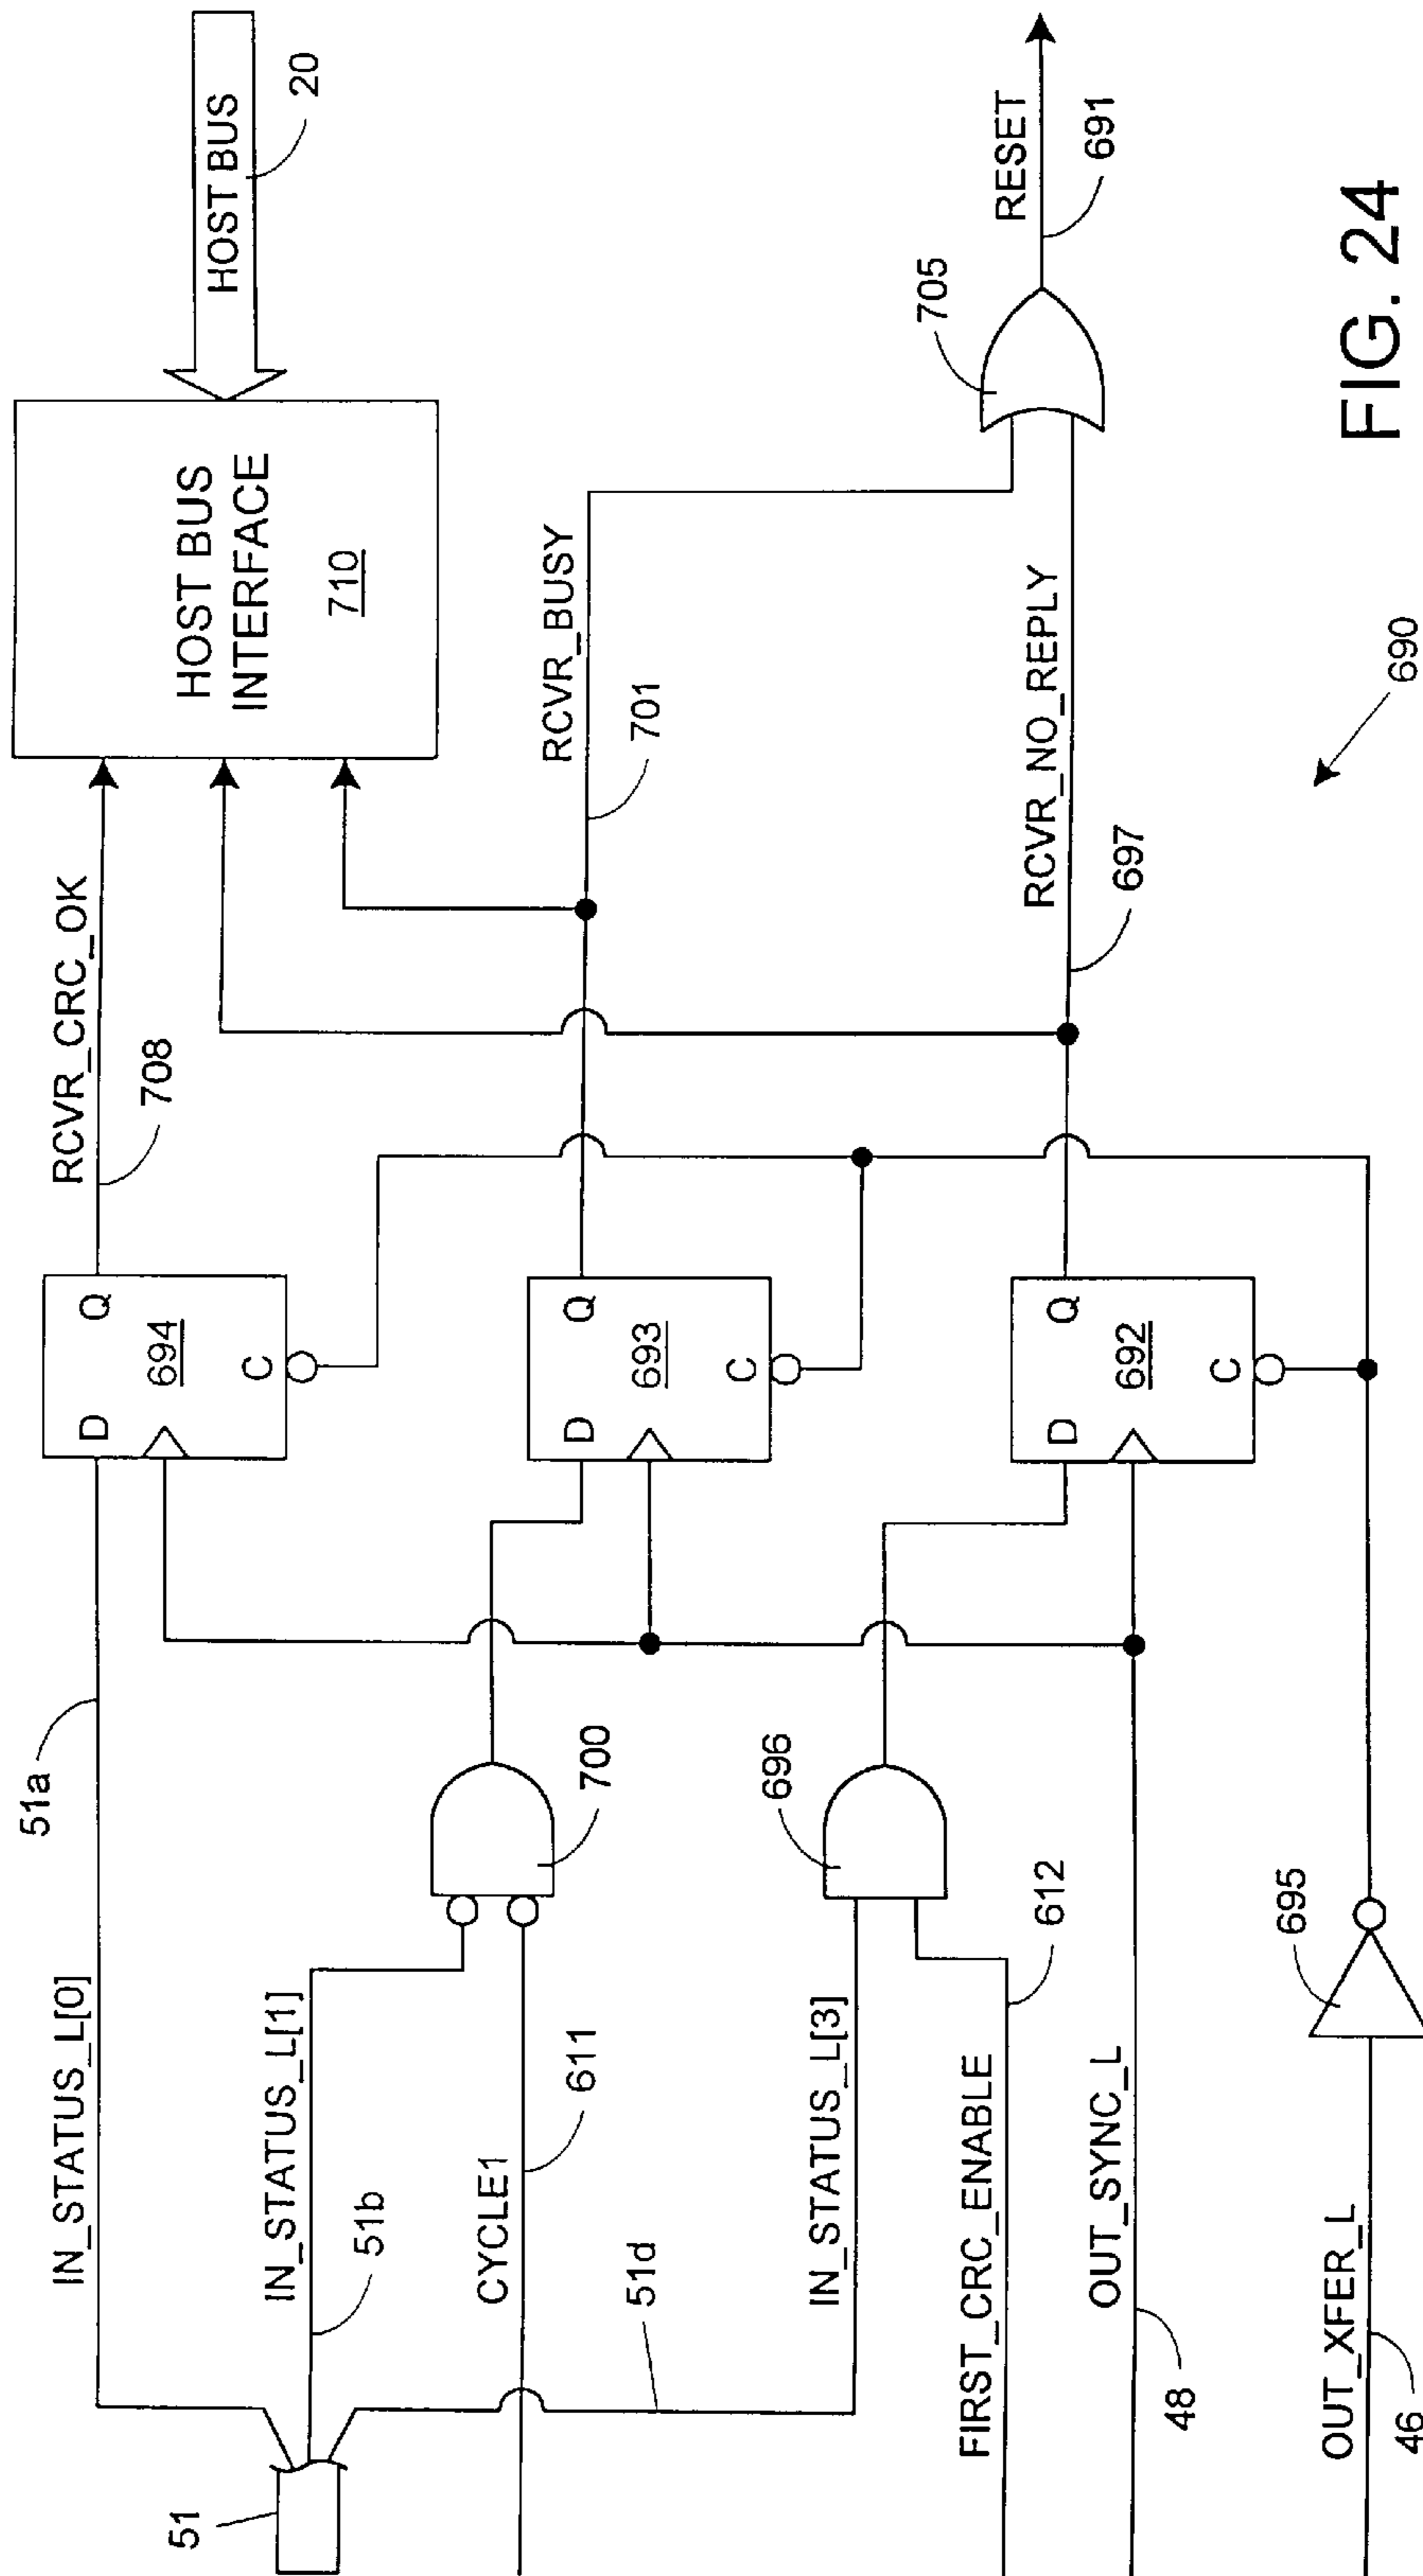 51
IN_STATUS_L[0]
51a
IN_STATUS_L[1]
51b
CYCLE1
611
51d
IN_STATUS_L[3]
FIRST_CRC_ENABLE
612
OUT_SYNC_L
48
OUT_XFER_L
46
695
700
696
D
Q
694
C
D
Q
693
C
D
Q
692
C
RCVR_CRC_OK
708
RCVR_BUSY
701
RCVR_NO_REPLY
697
HOST BUS
INTERFACE
710
HOST BUS
20
705
RESET
691
690
FIG. 24